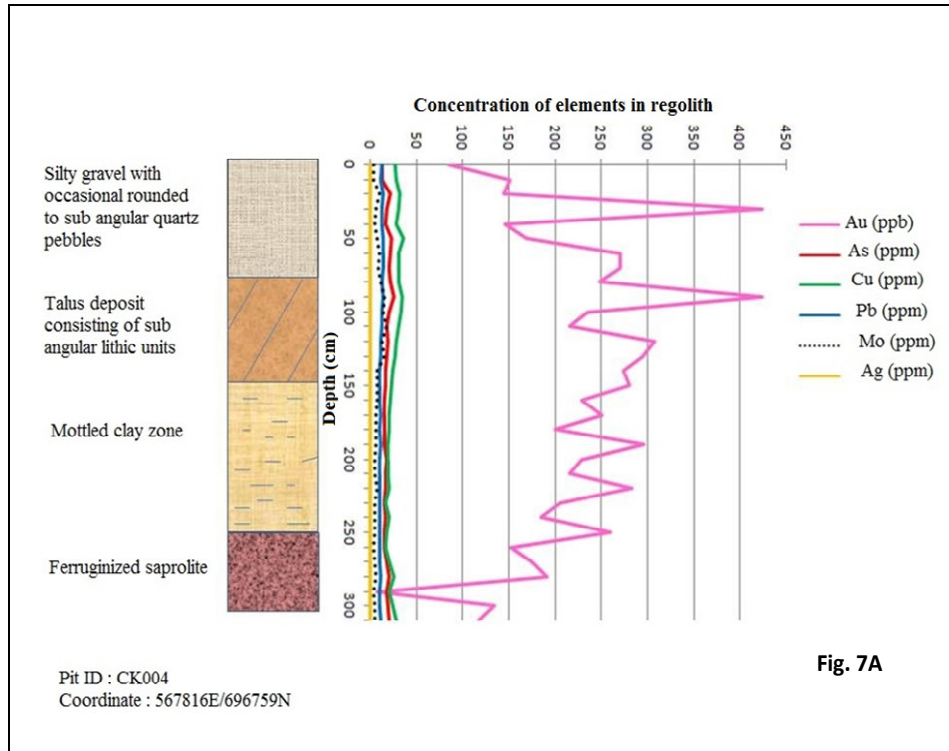 Concentration of elements in regolith
0
50
100
150
200
250
300
350
400
450
Silty gravel with
occasional rounded
to sub angular quartz
pebbles
Talus deposit
consisting of sub
angular lithic units
Mottled clay zone
Ferruginized saprolite
Depth (cm)
0
50
100
150
200
250
300
Au (ppb)
As (ppm)
Cu (ppm)
Pb (ppm)
Mo (ppm)
Ag (ppm)
Fig. 7A
Pit ID : CK004
Coordinate : 567816E/696759N